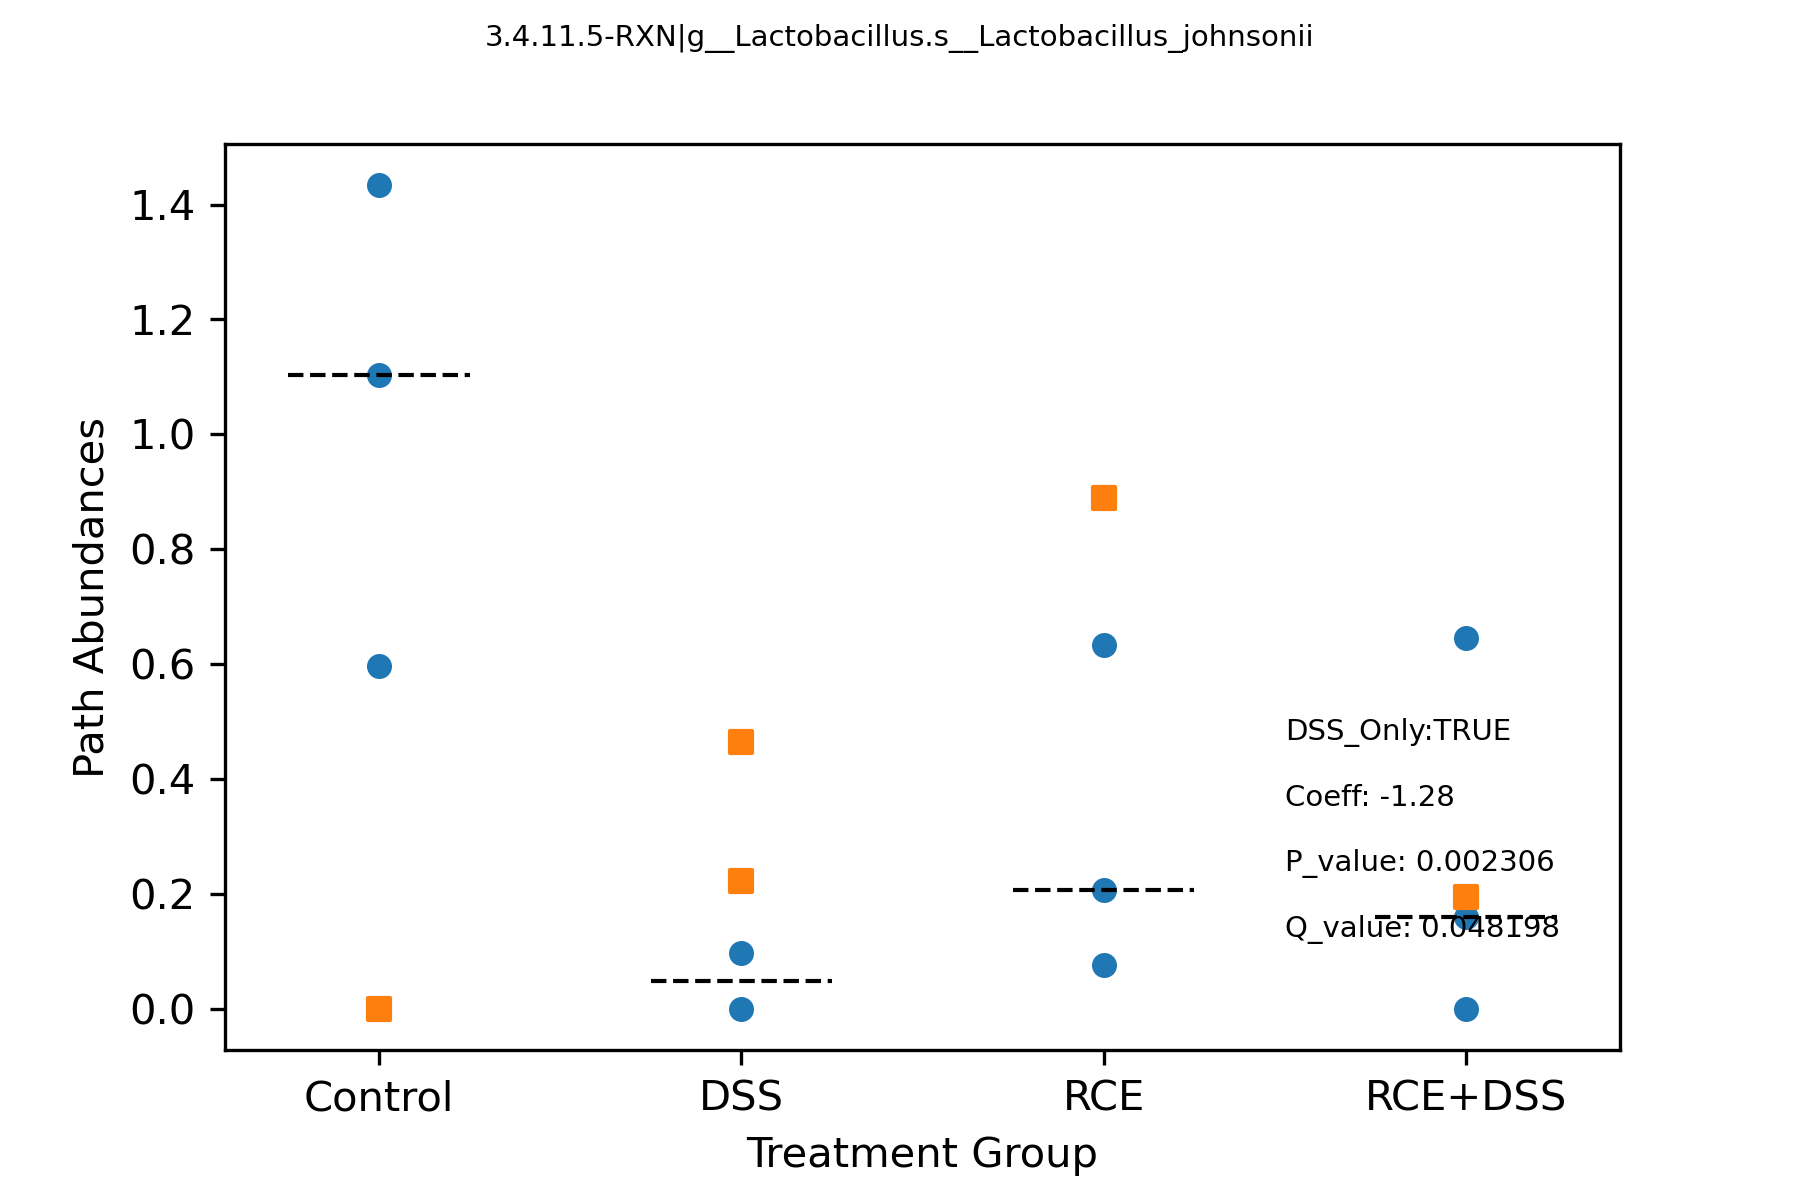 3.4.11.5-RXN|g__Lactobacillus.s__Lactobacillus_johnsonii
1.4
1.2
1.0
0.8
0.6
0.4
0.2
0.0
Path Abundances
DSS_Only:TRUE
Coeff: -1.28
P_value: 0.002306
Q_value: 0.048198
Control DSS RCE RCE+DSS
Treatment Group